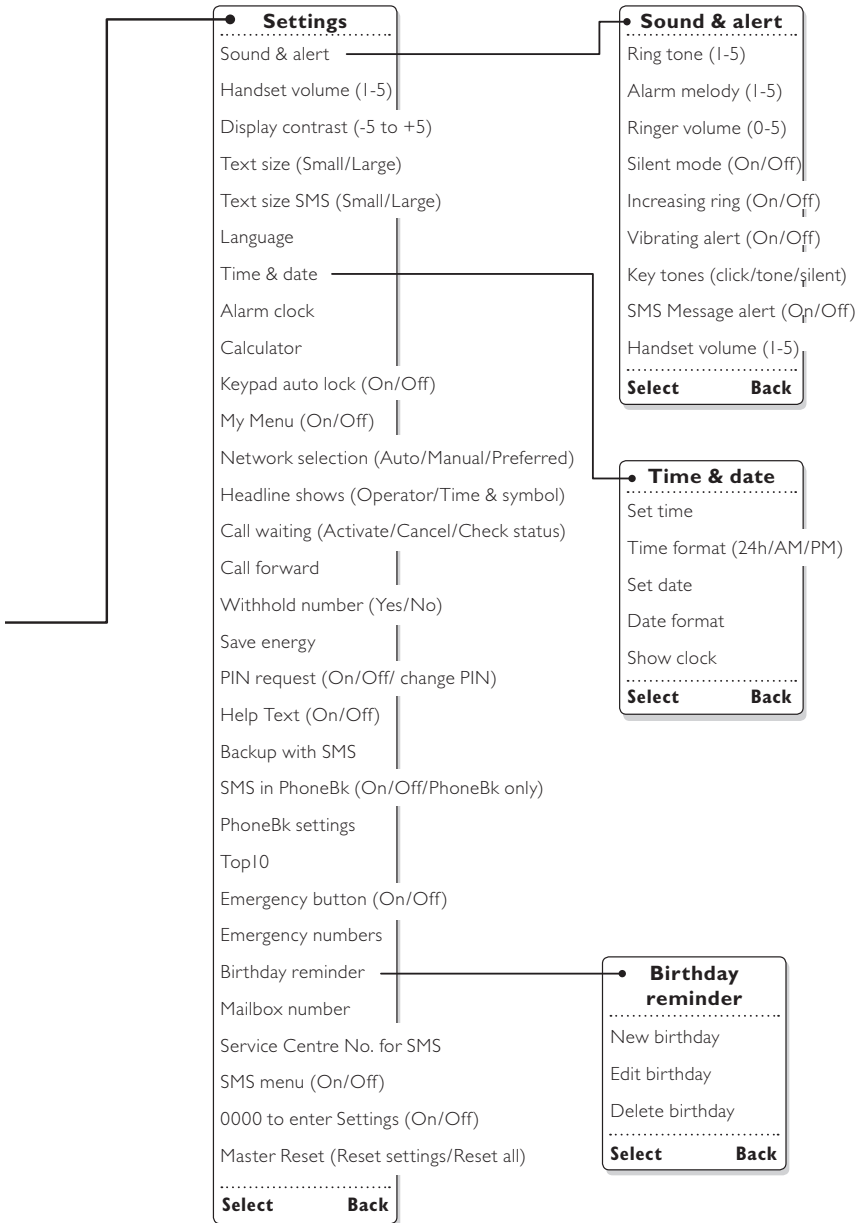 Settings
Sound & alert
Handset volume (1-5)
Display contrast (-5 to +5)
Text size (Small/Large)
Text size SMS (Small/Large)
Language
Time & date
Alarm clock
Calculator
Keypad auto lock (On/Off)
My Menu (On/Off)
Network selection (Auto/Manual/Preferred)
Headline shows (Operator/Time & symbol)
Call waiting (Activate/Cancel/Check status)
Call forward
Withhold number (Yes/No)
Save energy
PIN request (On/Off/ change PIN)
Help Text (On/Off)
Backup with SMS
SMS in PhoneBk (On/Off/PhoneBk only)
PhoneBk settings
Top10
Emergency button (On/Off)
Emergency numbers
Birthday reminder
Mailbox number
Service Centre No. for SMS
SMS menu (On/Off)
0000 to enter Settings (On/Off)
Master Reset (Reset settings/Reset all)
Select Back
Sound & alert
Ring tone (1-5)
Alarm melody (1-5)
Ringer volume (0-5)
Silent mode (On/Off)
Increasing ring (On/Off)
Vibrating alert (On/Off)
Key tones (click/tone/silent)
SMS Message alert (On/Off)
Handset volume (1-5)
Select Back
Time & date
Set time
Time format (24h/AM/PM)
Set date
Date format
Show clock
Select Back
Birthday
reminder
New birthday
Edit birthday
Delete birthday
Select Back